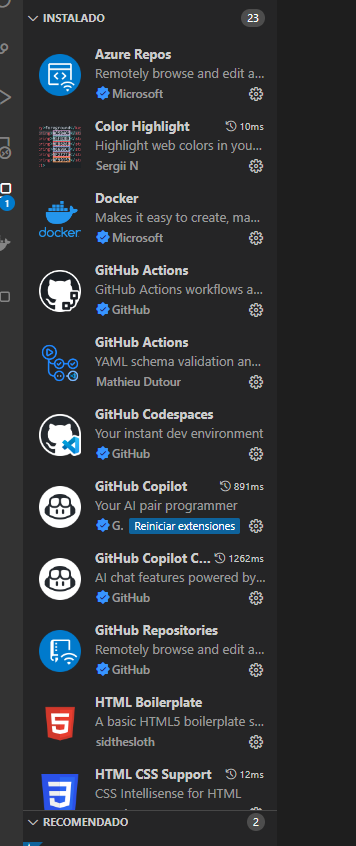 INSTALADO 23
Azure Repos
Remotely browse and edit a...
Microsoft
Color Highlight 10ms
Highlight web colors in you...
Sergii N
Docker
Makes it easy to create, ma...
docker
Microsoft
GitHub Actions
GitHub Actions workflows a...
GitHub
GitHub Actions
YAML schema validation an...
Mathieu Dutour
GitHub Codespaces
Your instant dev environment
GitHub
1
GitHub Copilot 891ms
Your AI pair programmer
G. Reiniciar extensiones
GitHub Copilot C... 1262ms
AI chat features powered by...
GitHub
GitHub Repositories
Remotely browse and edit a...
GitHub
HTML Boilerplate
A basic HTML5 boilerplate s...
sidthesloth
HTML CSS Support 12ms
CSS Intellisense for HTML
RECOMENDADO 2